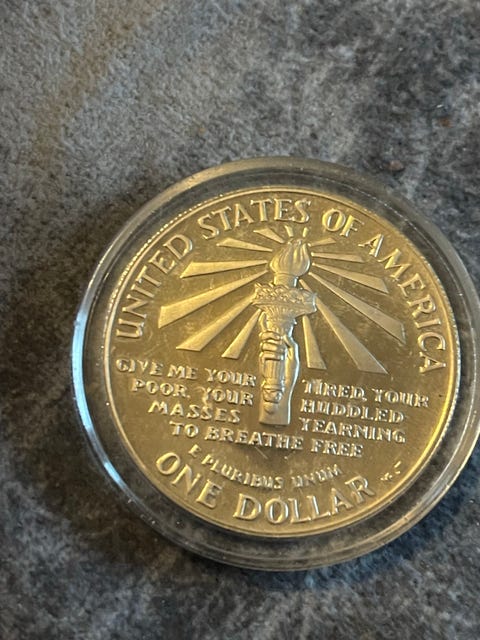 UNITED STATES OF AMERICA
GIVE ME YOUR TIRED, YOUR
POOR, YOUR HUDDLED
MASSES YEARNING
TO BREATHE FREE
E PLURIBUS UNUM
ONE DOLLAR